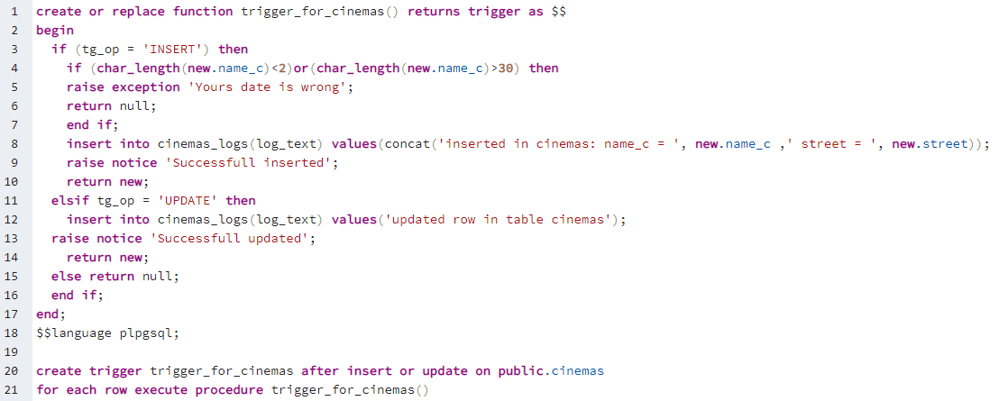 1 create or replace function trigger_for_cinemas() returns trigger as $$
2 begin
3 if (tg_op = 'INSERT') then
4 if (char_length(new.name_c)<2)or(char_length(new.name_c)>30) then
5 raise exception 'Yours date is wrong';
6 return null;
7 end if;
8 insert into cinemas_logs(log_text) values(concat('inserted in cinemas: name_c = ', new.name_c ,' street = ', new.street));
9 raise notice 'Successfull inserted';
10 return new;
11 elsif tg_op = 'UPDATE' then
12 insert into cinemas_logs(log_text) values('updated row in table cinemas');
13 raise notice 'Successfull updated';
14 return new;
15 else return null;
16 end if;
17 end;
18 $$language plpgsql;
19
20 create trigger trigger_for_cinemas after insert or update on public.cinemas
21 for each row execute procedure trigger_for_cinemas()